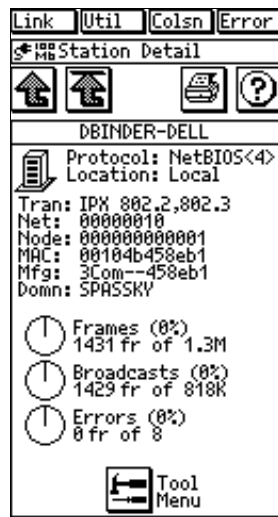 Link Util Colsn Error
Station Detail
?
DBINDER-DELL
Protocol: NetBIOS<4>
Location: Local
Tran: IPX 802.2,802.3
Net: 00000010
Node: 000000000001
MAC: 00104b458eb1
Mfg: 3Com--458eb1
Domn: SPASSKY
Frames (0%)
1431 fr of 1.3M
Broadcasts (0%)
1429 fr of 818K
Errors (0%)
0 fr of 8
Tool
Menu